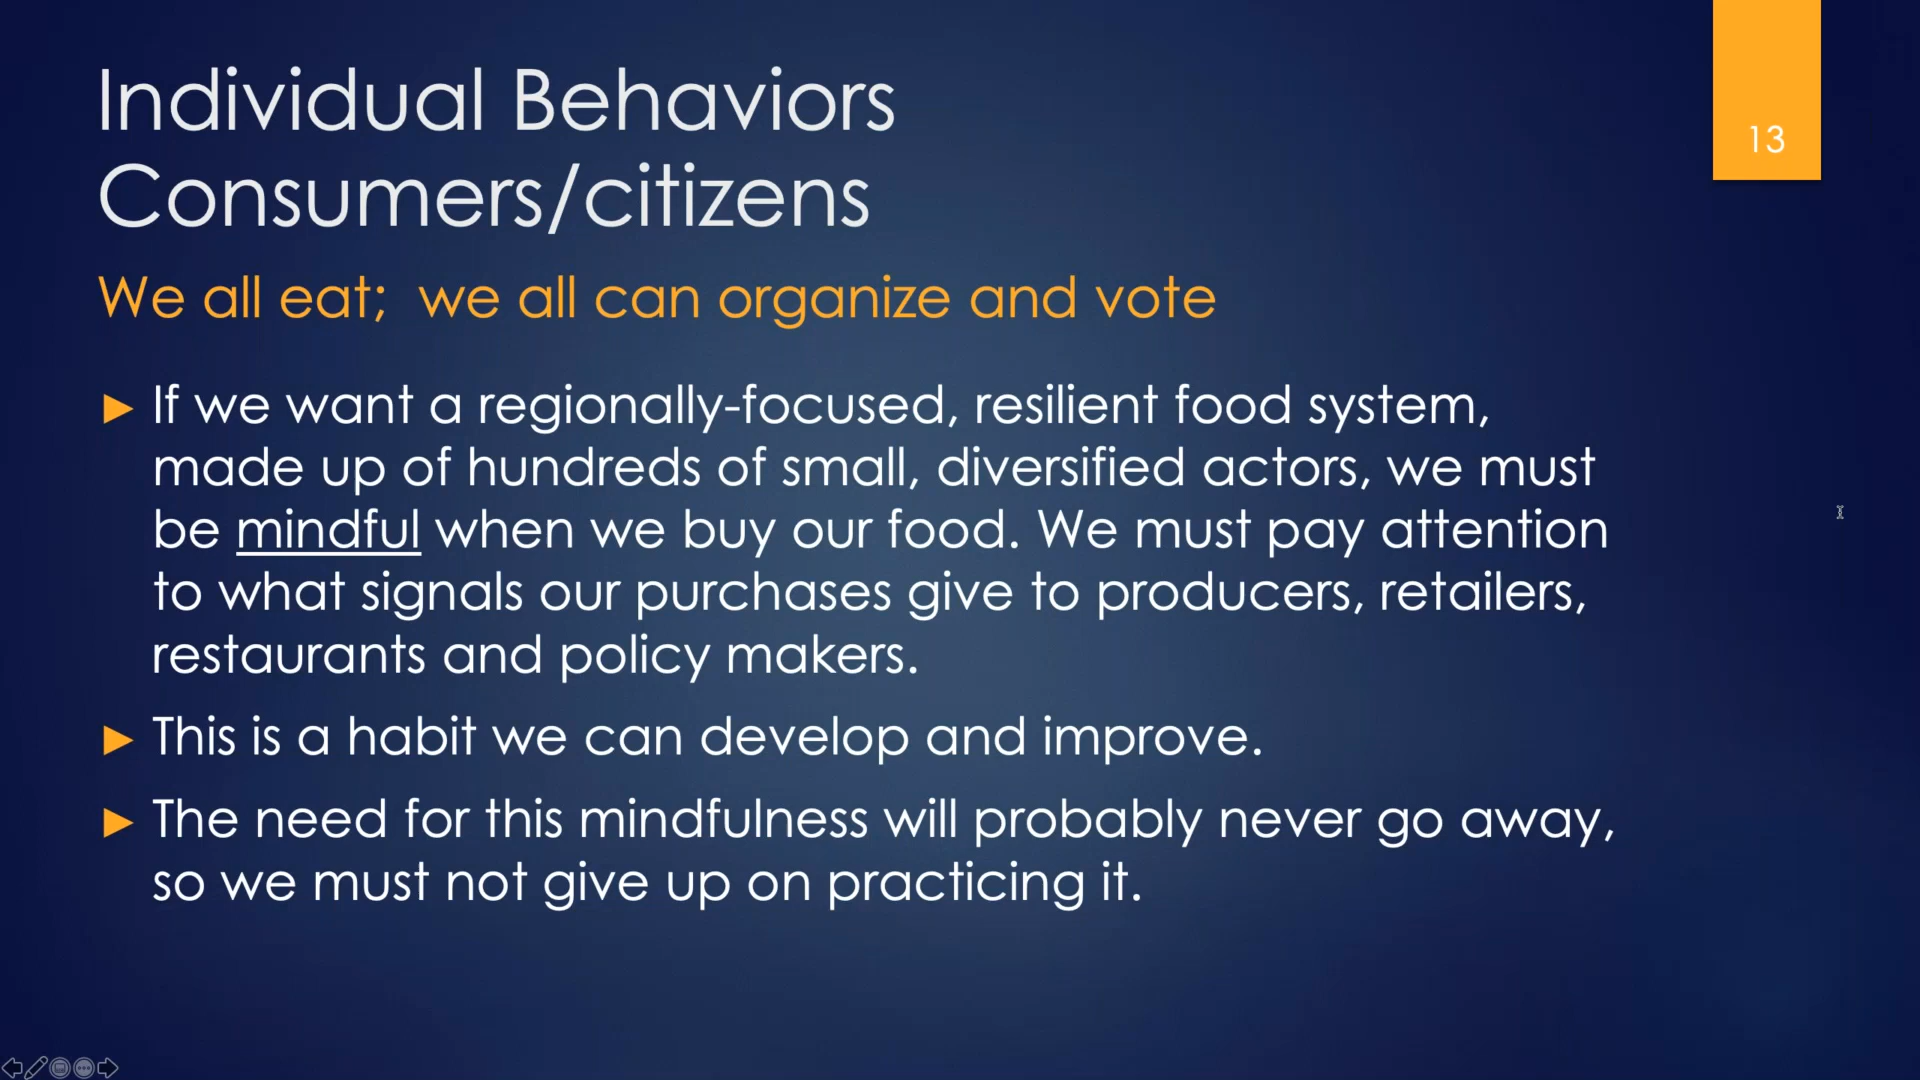 Individual Behaviors
Consumers/citizens
13
We all eat;  we all can organize and vote
► If we want a regionally-focused, resilient food system,
made up of hundreds of small, diversified actors, we must
be mindful when we buy our food. We must pay attention
to what signals our purchases give to producers, retailers,
restaurants and policy makers.
► This is a habit we can develop and improve.
► The need for this mindfulness will probably never go away,
so we must not give up on practicing it.